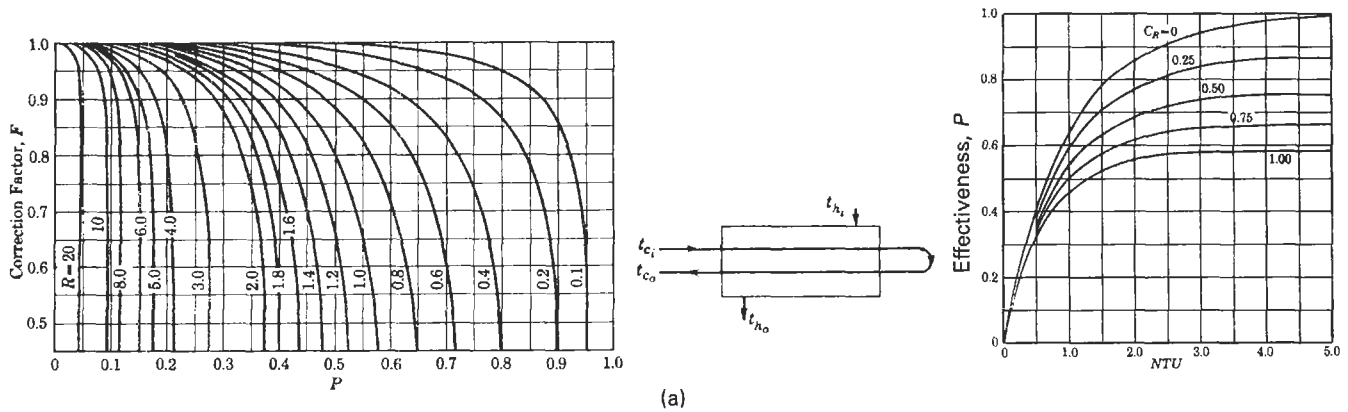 Correction Factor, F
1.0
0.9
0.8
0.7
0.6
0.5
R=20
10
8.0
6.0
5.0
4.0
3.0
2.0
1.8
1.6
1.4
1.2
1.0
0.8
0.6
0.4
0.2
0.1
0 0.1 0.2 0.3 0.4 0.5 0.6 0.7 0.8 0.9 1.0
P
t_{h_i}
t_{c_i}
t_{c_o}
t_{h_o}
(a)
Effectiveness, P
1.0
0.8
0.6
0.4
0.2
0
C_R=0
0.25
0.50
0.75
1.00
0 1.0 2.0 3.0 4.0 5.0
NTU